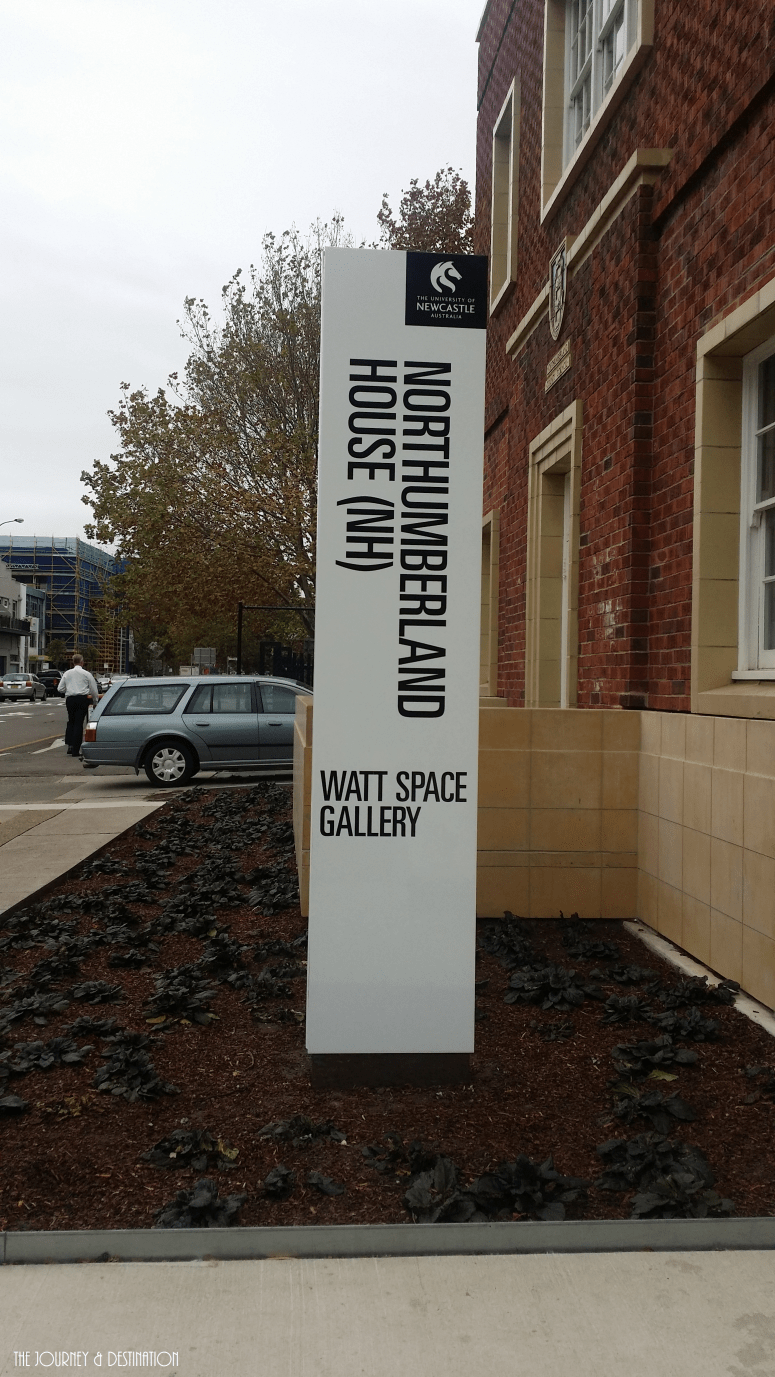 THE UNIVERSITY OF
NEWCASTLE
AUSTRALIA
NORTHUMBERLAND
HOUSE (NH)
WATT SPACE
GALLERY
THE JOURNEY & DESTINATION